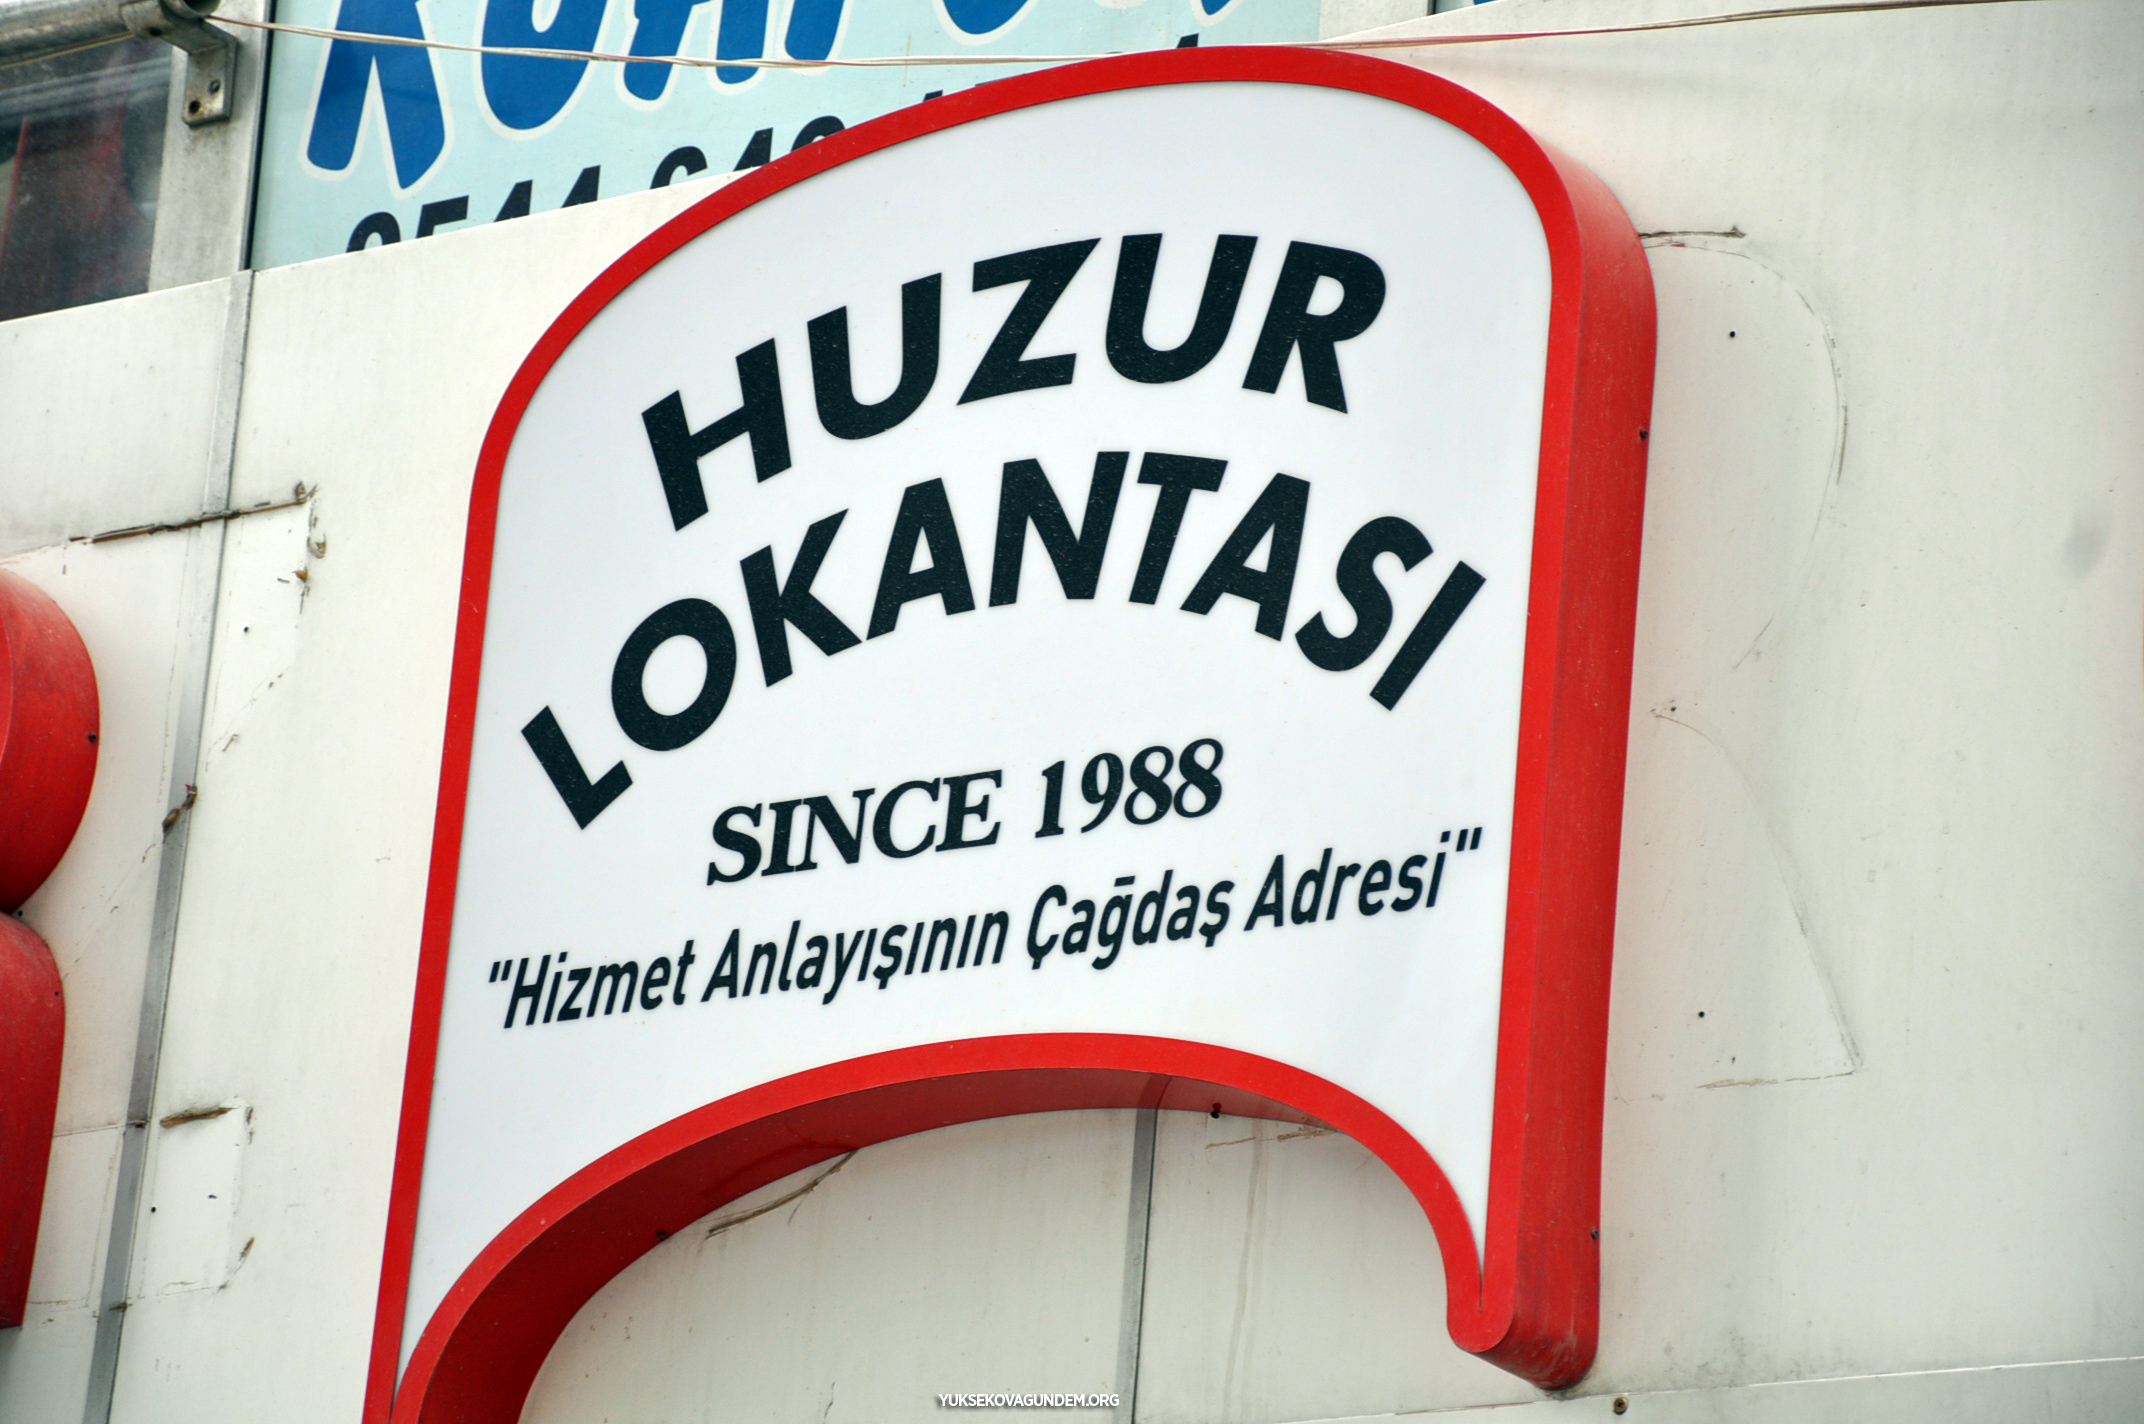 HUZUR
LOKANTASI
SINCE 1988
"Hizmet Anlayışının Çağdaş Adresi"
YUKSEKOVAGUNDEM.ORG